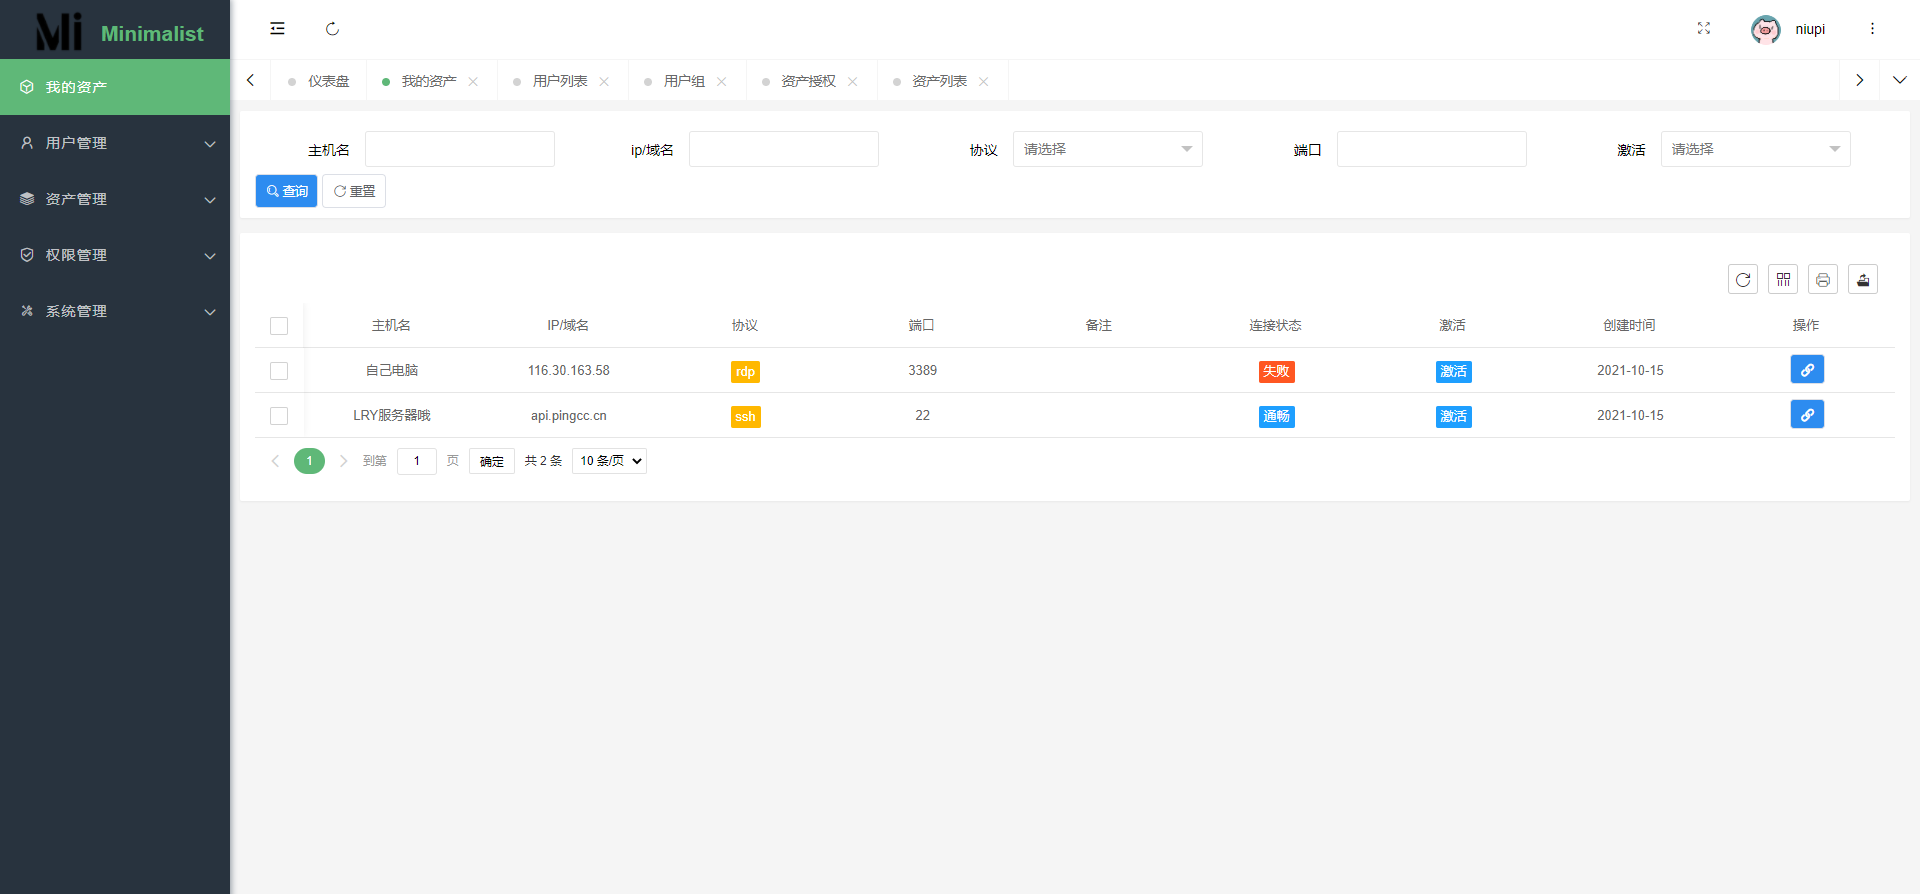 Mi Minimalist
niupi
我的资产
用户管理
资产管理
权限管理
系统管理
仪表盘 我的资产 用户列表 用户组 资产授权 资产列表
主机名 ip/域名 协议 请选择 端口 激活 请选择
查询 重置
主机名 IP/域名 协议 端口 备注 连接状态 激活 创建时间 操作
自己电脑 116.30.163.58 rdp 3389 失败 激活 2021-10-15
LRY服务器哦 api.pingcc.cn ssh 22 通畅 激活 2021-10-15
1 到第 1 页 确定 共 2 条 10 条/页